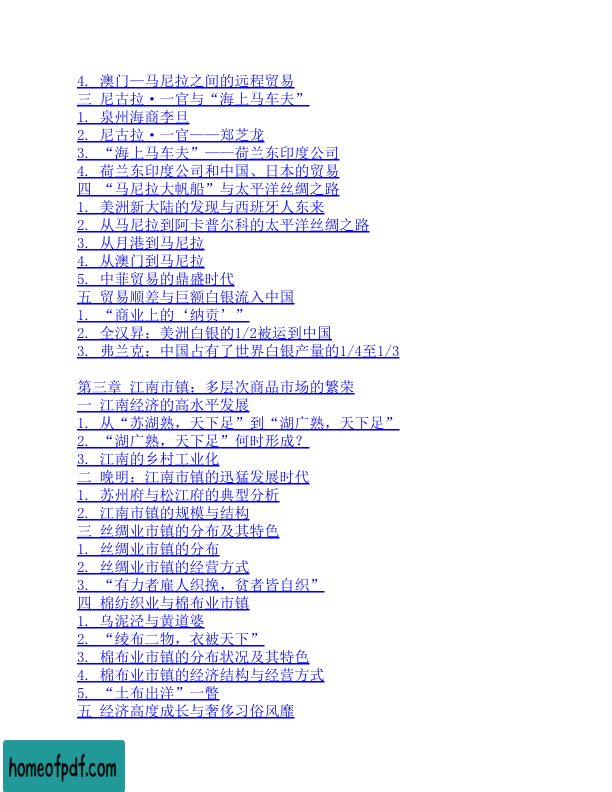 4. 澳门—马尼拉之间的远程贸易
三 尼古拉·一官与“海上马车夫”
1. 泉州海商李旦
2. 尼古拉·一官——郑芝龙
3. “海上马车夫”——荷兰东印度公司
4. 荷兰东印度公司和中国、日本的贸易
四 “马尼拉大帆船”与太平洋丝绸之路
1. 美洲新大陆的发现与西班牙人东来
2. 从马尼拉到阿卡普尔科的太平洋丝绸之路
3. 从月港到马尼拉
4. 从澳门到马尼拉
5. 中菲贸易的鼎盛时代
五 贸易顺差与巨额白银流入中国
1. “商业上的‘纳贡’”
2. 全汉昇：美洲白银的1/2被运到中国
3. 弗兰克：中国占有了世界白银产量的1/4至1/3
第三章 江南市镇：多层次商品市场的繁荣
一 江南经济的高水平发展
1. 从“苏湖熟，天下足”到“湖广熟，天下足”
2. “湖广熟，天下足”何时形成？
3. 江南的乡村工业化
二 晚明：江南市镇的迅猛发展时代
1. 苏州府与松江府的典型分析
2. 江南市镇的规模与结构
三 丝绸业市镇的分布及其特色
1. 丝绸业市镇的分布
2. 丝绸业市镇的经营方式
3. “有力者雇人织挽，贫者皆自织”
四 棉纺织业与棉布业市镇
1. 乌泥泾与黄道婆
2. “绫布二物，衣被天下”
3. 棉布业市镇的分布状况及其特色
4. 棉布业市镇的经济结构与经营方式
5. “土布出洋”一瞥
五 经济高度成长与奢侈习俗风靡
homeofpdf.com